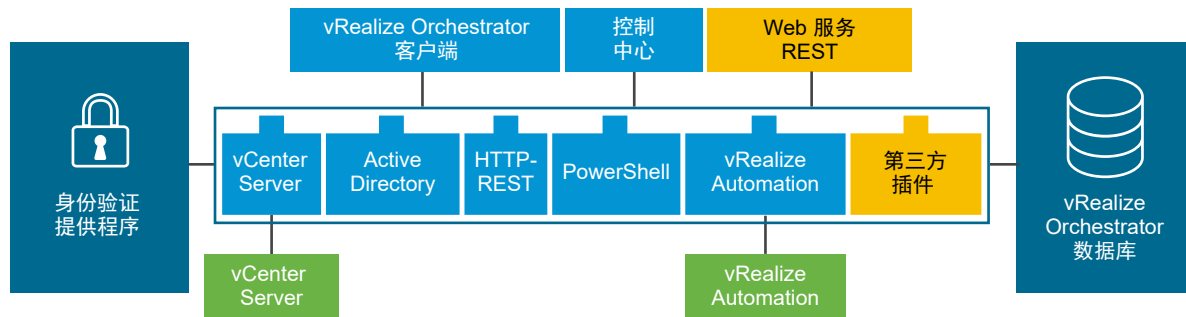 vRealize Orchestrator
客户端
控制
中心
Web 服务
REST
身份验证
提供程序
vCenter
Server
Active
Directory
HTTP-
REST
PowerShell
vRealize
Automation
第三方
插件
vRealize
Orchestrator
数据库
vCenter
Server
vRealize
Automation